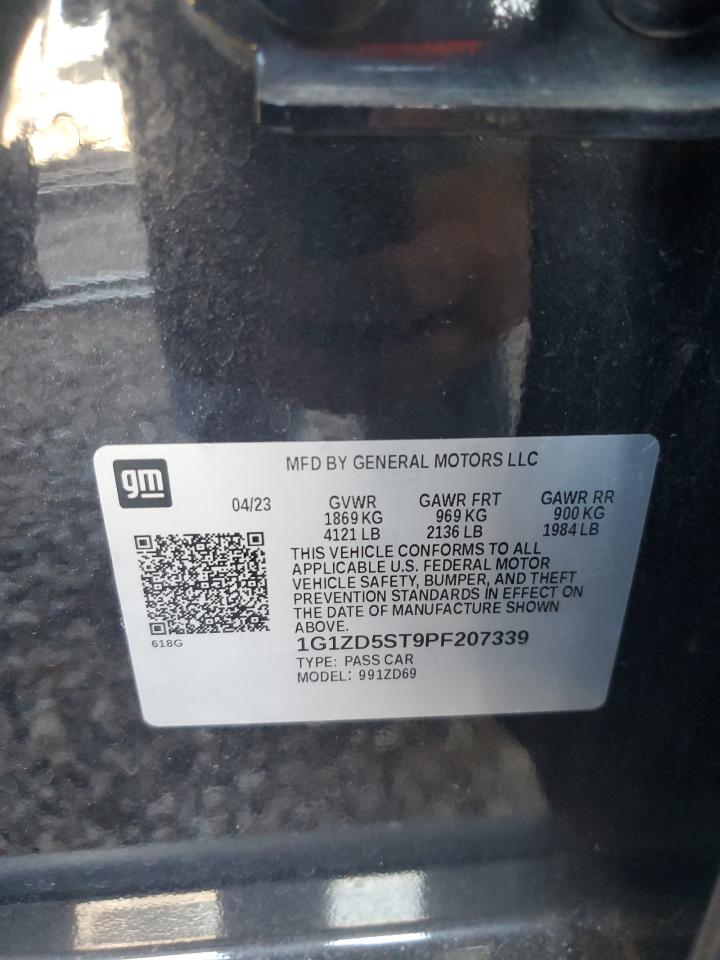 gm
MFD BY GENERAL MOTORS LLC
04/23 GVWR GAWR FRT GAWR RR
1869 KG 969 KG 900 KG
4121 LB 2136 LB 1984 LB
THIS VEHICLE CONFORMS TO ALL
APPLICABLE U.S. FEDERAL MOTOR
VEHICLE SAFETY, BUMPER, AND THEFT
PREVENTION STANDARDS IN EFFECT ON
THE DATE OF MANUFACTURE SHOWN
ABOVE.
618G
1G1ZD5ST9PF207339
TYPE: PASS CAR
MODEL: 991ZD69